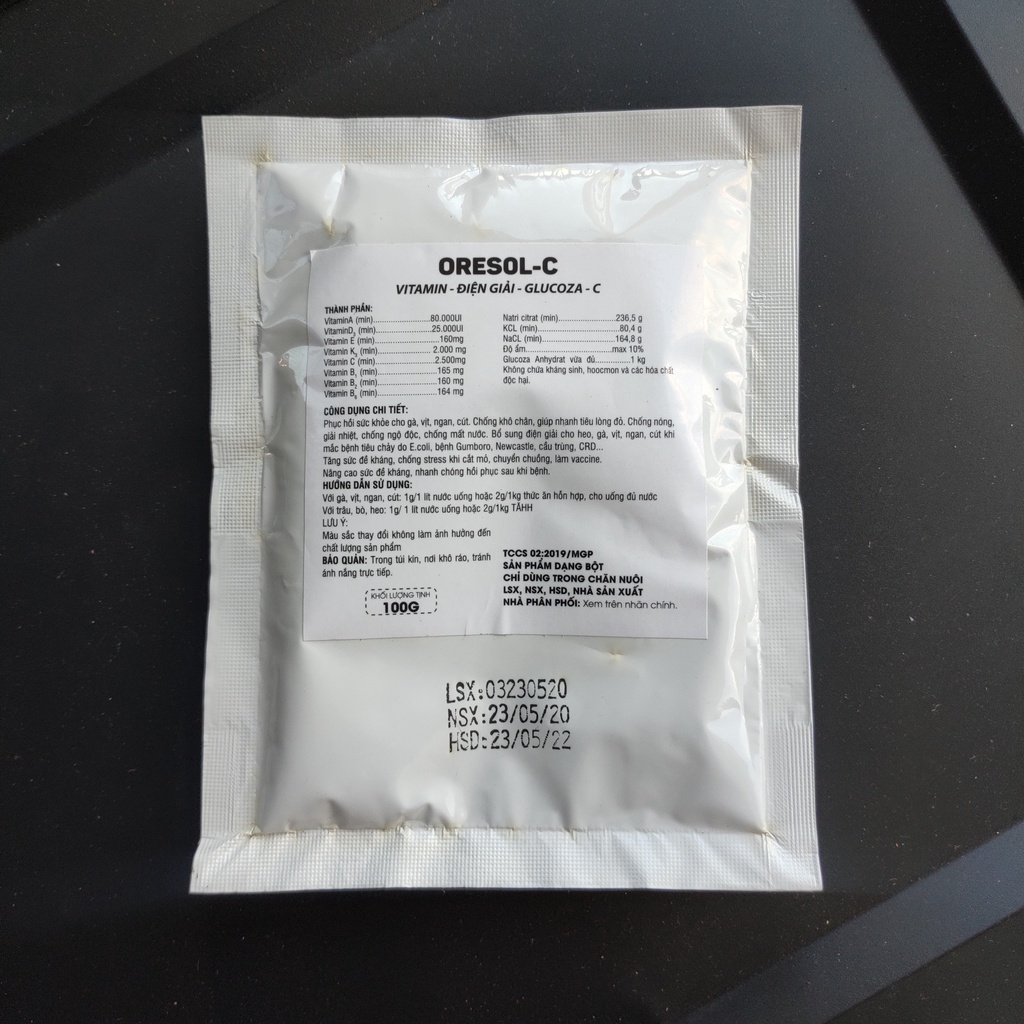 ORESOL-C
VITAMIN - ĐIỆN GIẢI - GLUCOZA - C
THÀNH PHẦN:
VitaminA (min)..........................80.000UI
VitaminD₃ (min)..........................25.000UI
Vitamin E (min)..........................160mg
Vitamin K₃ (min)..........................2.000 mg
Vitamin C (min)..........................2.500mg
Vitamin B₁ (min)..........................165 mg
Vitamin B₂ (min)..........................160 mg
Vitamin B₆ (min)..........................164 mg
Natri citrat (min)..........................236,5 g
KCL (min)..........................80,4 g
NaCL (min)..........................164,8 g
Độ ẩm..........................max 10%
Glucoza Anhydrat vừa đủ..........1 kg
Không chứa kháng sinh, hoocmon và các hóa chất
độc hại.
CÔNG DỤNG CHI TIẾT:
Phục hồi sức khỏe cho gà, vịt, ngan, cút. Chống khô chân, giúp nhanh tiêu lòng đỏ. Chống nóng,
giải nhiệt, chống ngộ độc, chống mất nước. Bổ sung điện giải cho heo, gà, vịt, ngan, cút khi
mắc bệnh tiêu chảy do E.coli, bệnh Gumboro, Newcastle, cầu trùng, CRD...
Tăng sức đề kháng, chống stress khi cắt mỏ, chuyển chuồng, làm vaccine.
Nâng cao sức đề kháng, nhanh chóng hồi phục sau khi bệnh.
HƯỚNG DẪN SỬ DỤNG:
Với gà, vịt, ngan, cút: 1g/1 lít nước uống hoặc 2g/1kg thức ăn hỗn hợp, cho uống đủ nước
Với trâu, bò, heo: 1g/ 1 lít nước uống hoặc 2g/1kg TĂHH
LƯU Ý:
Màu sắc thay đổi không làm ảnh hưởng đến
chất lượng sản phẩm
BẢO QUẢN: Trong túi kín, nơi khô ráo, tránh
ánh nắng trực tiếp.
KHỐI LƯỢNG TỊNH
100G
TCCS 02:2019/MGP
SẢN PHẨM DẠNG BỘT
CHỈ DÙNG TRONG CHĂN NUÔI
LSX, NSX, HSD, NHÀ SẢN XUẤT
NHÀ PHÂN PHỐI: Xem trên nhãn chính.
LSX:03230520
NSX:23/05/20
HSD:23/05/22